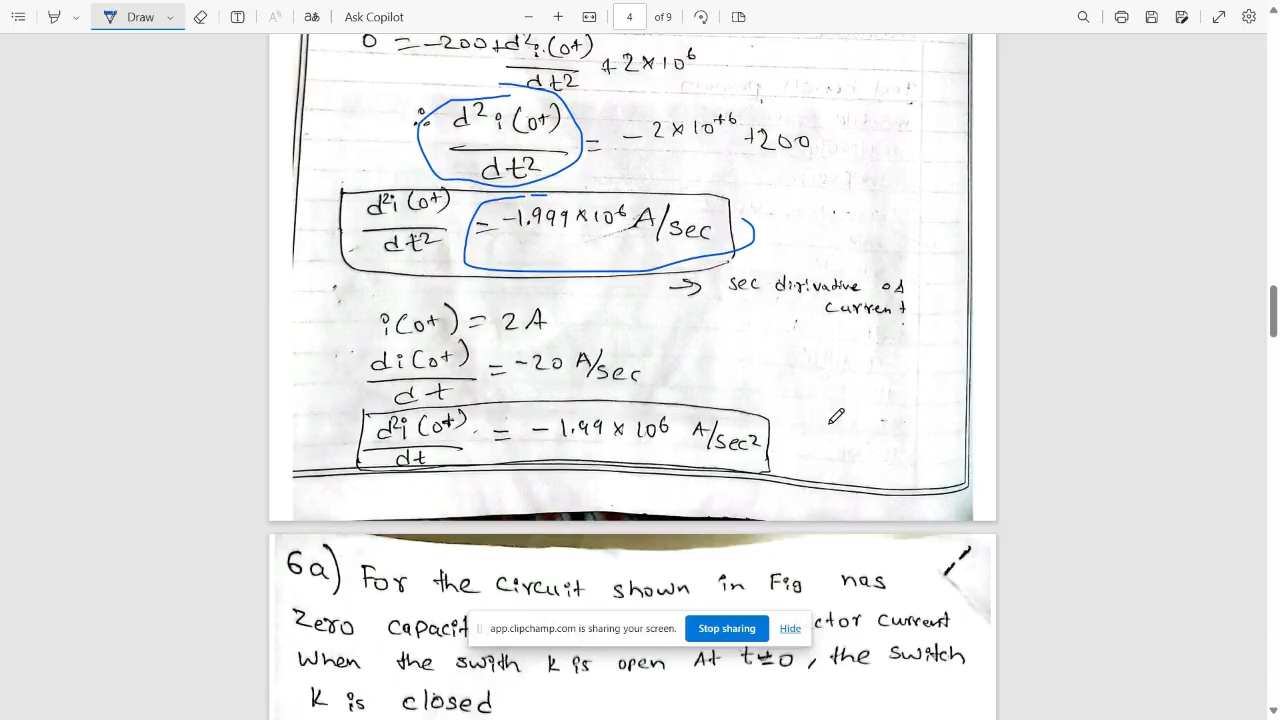 Draw
Ask Copilot
4 of 9
0 = -200 + d²i(0+)/dt2 + 2×10⁶
∴ d²i(0+)/dt2 = -2×10⁺⁶ +200
d²i(0+)/dt2 = -1.999×10⁶ A/sec
→ sec dirivative of
current
i(0+) = 2A
di(0+)/dt = -20 A/sec
d²i(0+)/dt = -1.99×10⁶ A/sec²
6a) For the circuit shown in Fig has
Zero capacit
ctor current
app.clipchamp.com is sharing your screen.
Stop sharing
Hide
When the swith K is open At t=0, the switch
K is closed